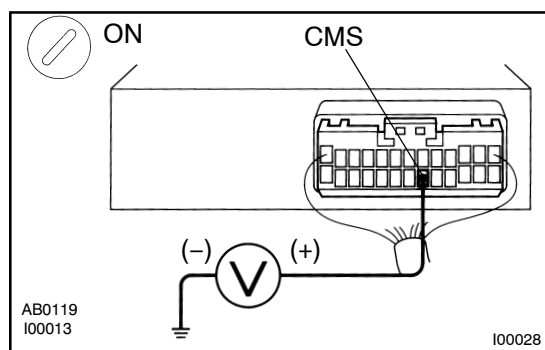 ON
CMS
(−)
(+)
V
AB0119
I00013
I00028